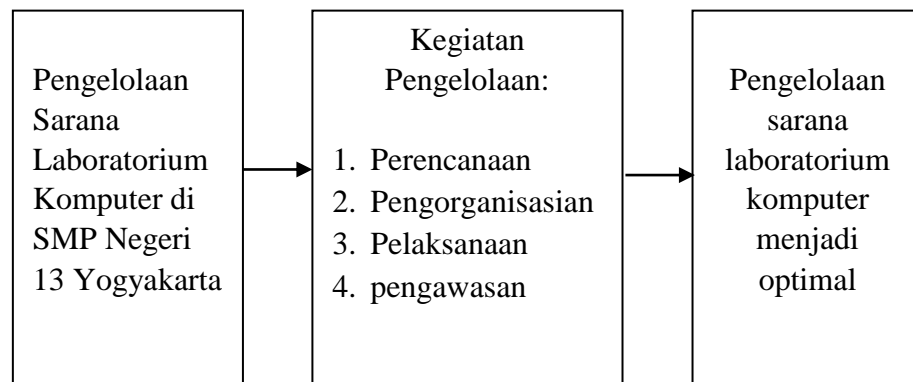 Pengelolaan
Sarana
Laboratorium
Komputer di
SMP Negeri
13 Yogyakarta
Kegiatan
Pengelolaan:
1. Perencanaan
2. Pengorganisasian
3. Pelaksanaan
4. pengawasan
Pengelolaan
sarana
laboratorium
komputer
menjadi
optimal